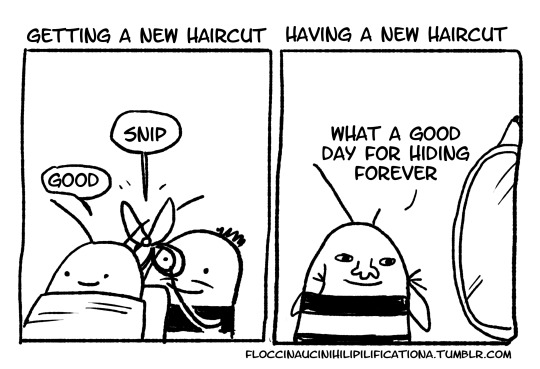 GETTING A NEW HAIRCUT
HAVING A NEW HAIRCUT
SNIP
GOOD
WHAT A GOOD
DAY FOR HIDING
FOREVER
FLOCCINAUCINIHILIPILIFICATIONA.TUMBLR.COM